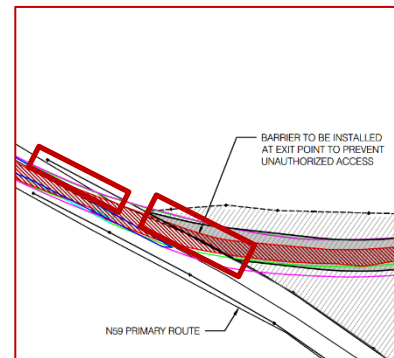 BARRIER TO BE INSTALLED
AT EXIT POINT TO PREVENT
UNAUTHORIZED ACCESS
N59 PRIMARY ROUTE